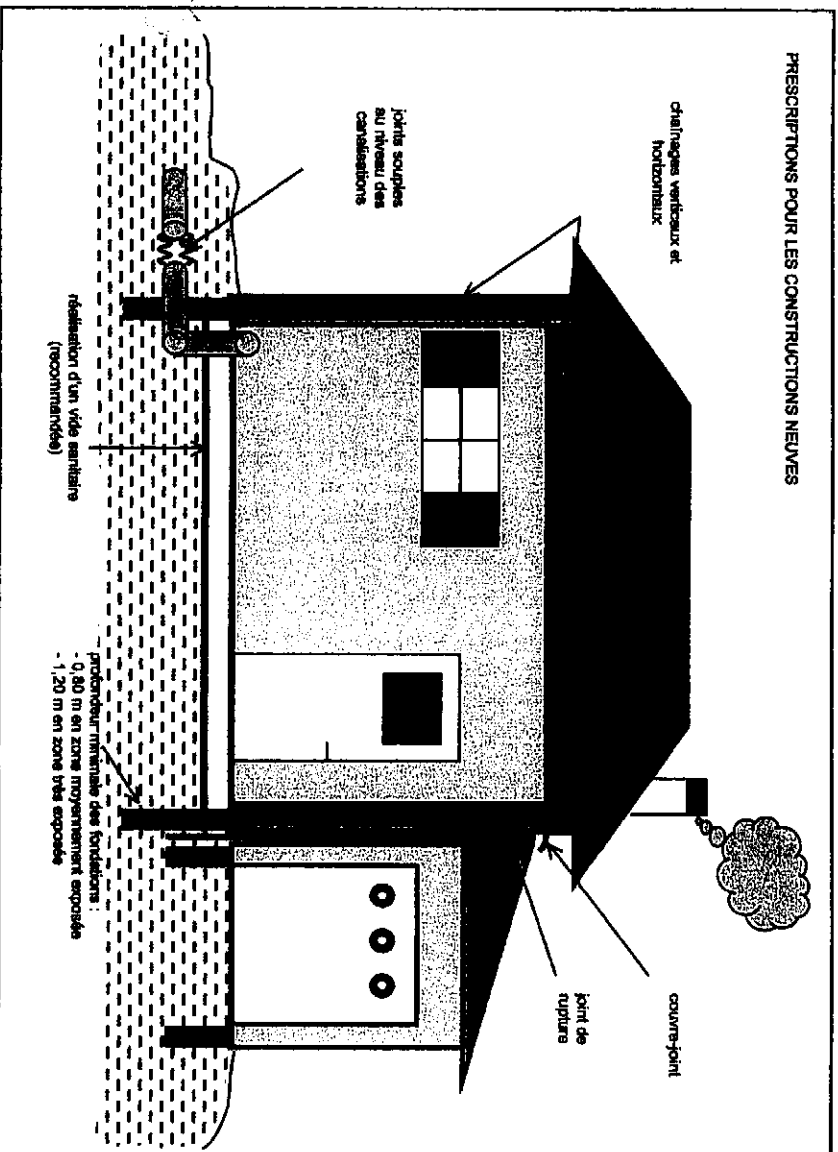 PRESCRIPTIONS POUR LES CONSTRUCTIONS NEUVES
chaînages verticaux et
horizontaux
couvre-joint
joint de
rupture
joints souples
au niveau des
canalisations
réalisation d'un vide sanitaire
(recommandée)
profondeur minimale des fondations :
- 0,80 m en zone moyennement exposée
- 1,20 m en zone très exposée